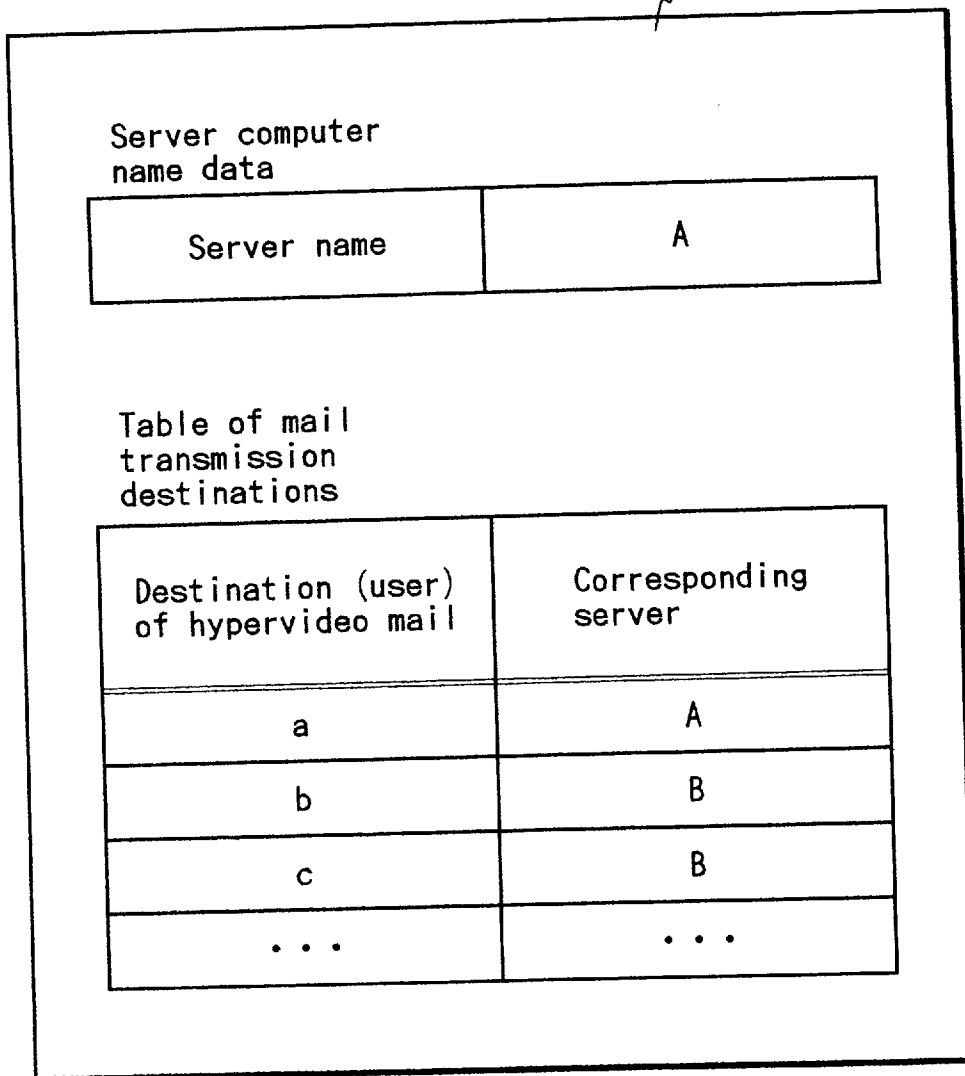 Server computer
name data
Server name A
Table of mail
transmission
destinations
Destination (user) Corresponding
of hypervideo mail server
a A
b B
c B
... ...